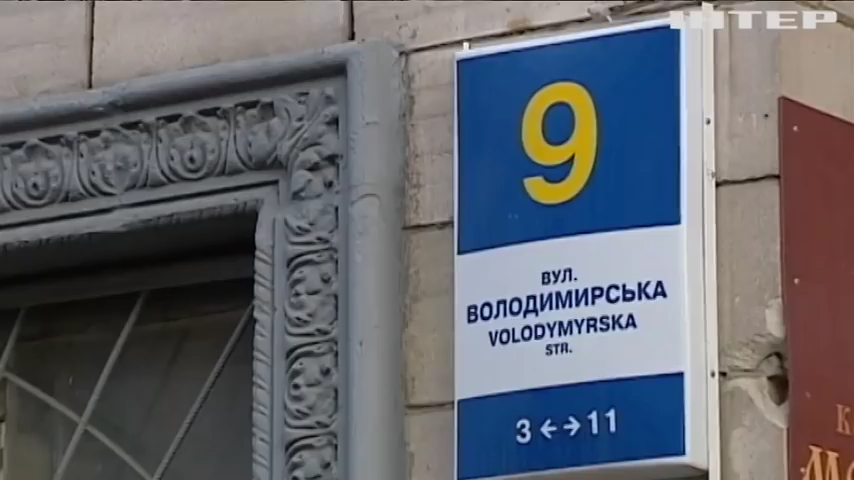 ІНТЕР
9
ВУЛ.
ВОЛОДИМИРСЬКА
VOLODYMYRSKA
STR.
3 ←→ 11